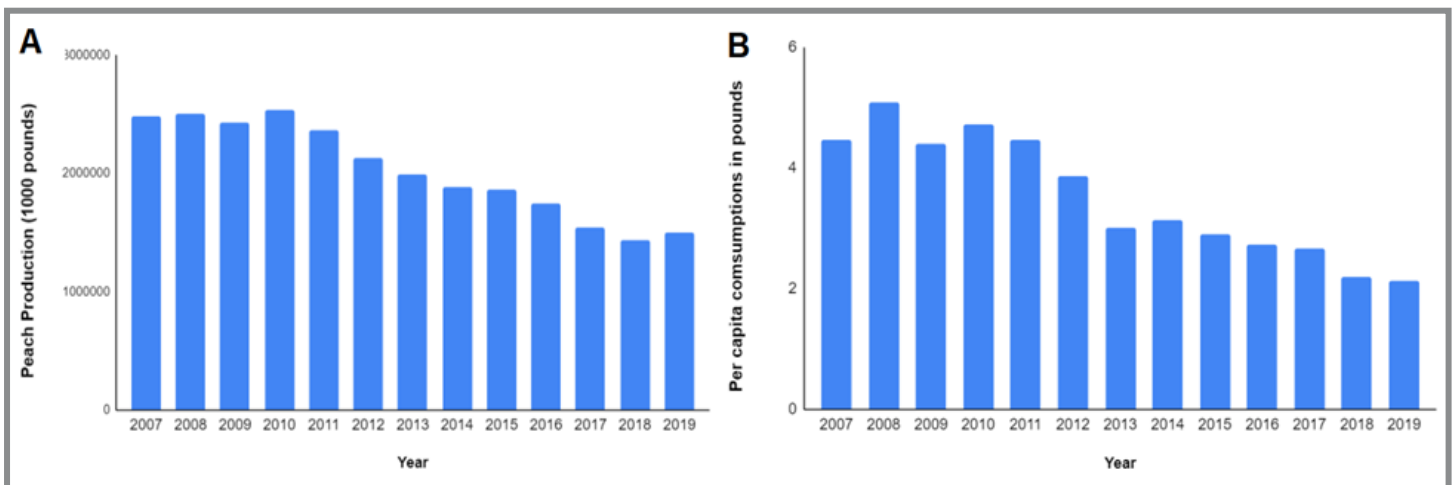 A
3000000
2000000
1000000
0
Peach Production (1000 pounds)
2007 2008 2009 2010 2011 2012 2013 2014 2015 2016 2017 2018 2019
Year
B
6
4
2
0
Per capita comsumptions in pounds
2007 2008 2009 2010 2011 2012 2013 2014 2015 2016 2017 2018 2019
Year